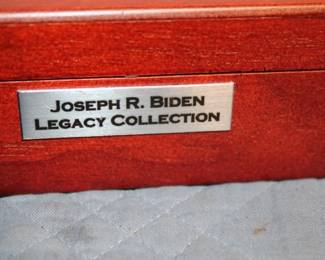 Joseph R. Biden
Legacy Collection